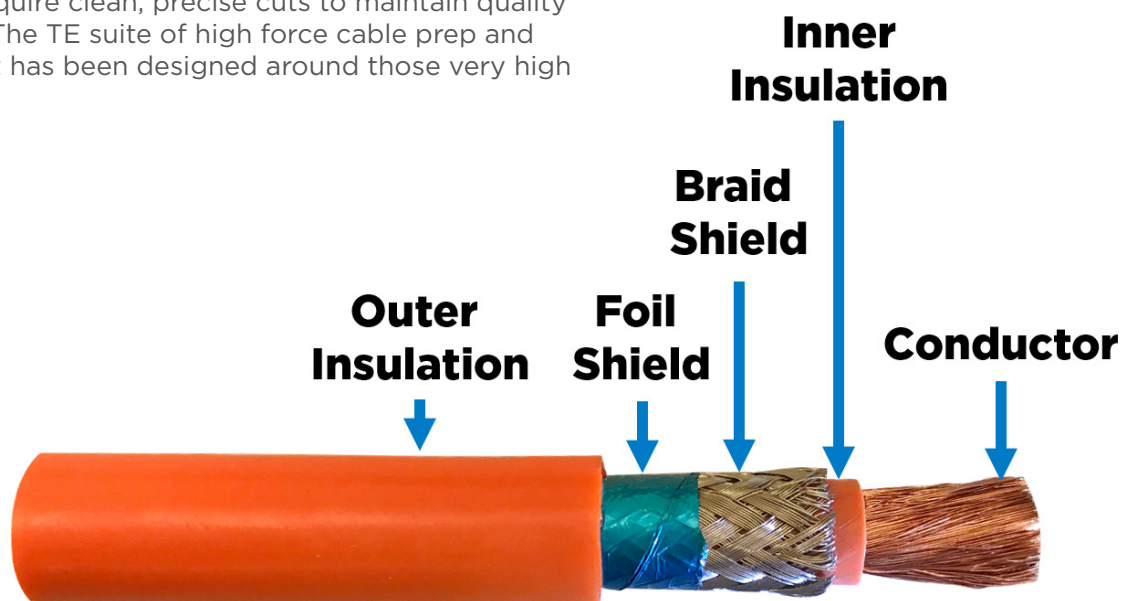 clean, precise cuts to maintain quality
The TE suite of high force cable prep and
has been designed around those very high
Inner
Insulation
Braid
Shield
Outer
Insulation
Foil
Shield
Conductor